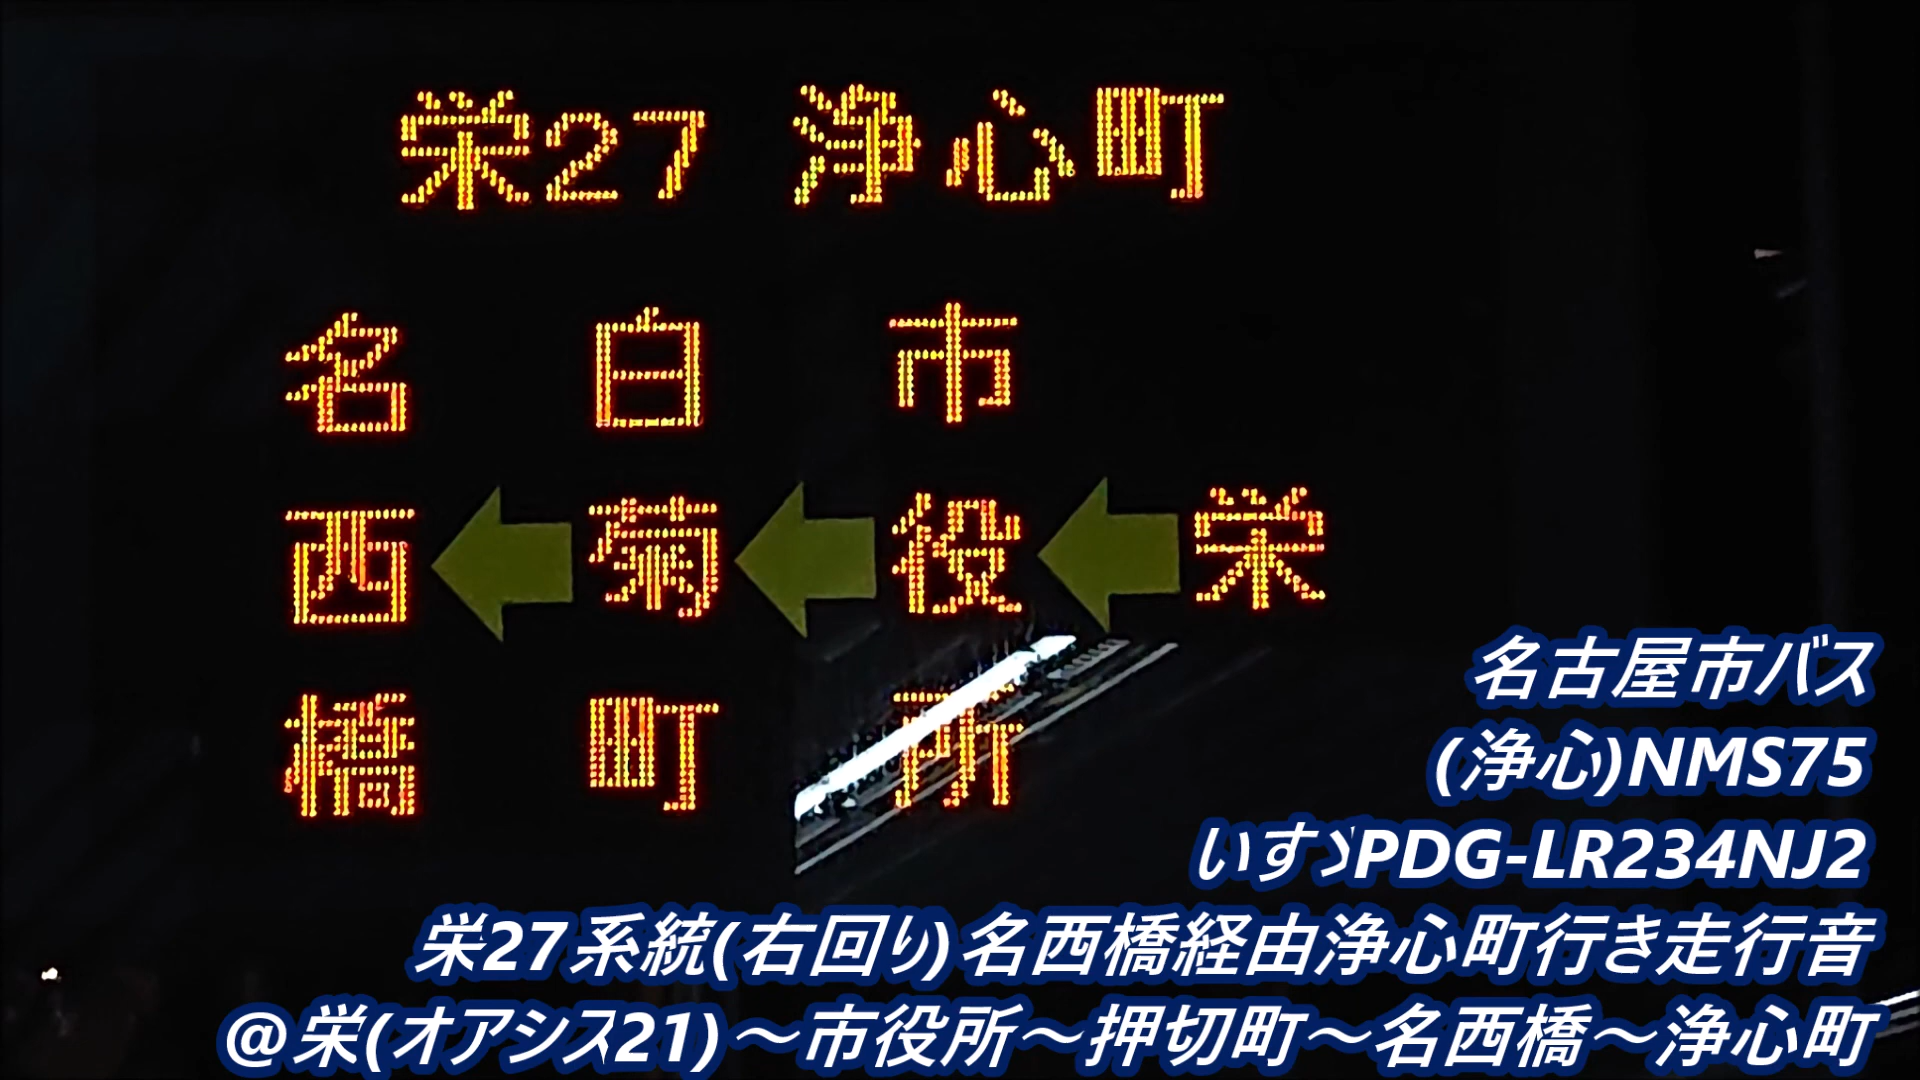 栄27 浄心町
名西橋 白菊町 市役所 栄
名古屋市バス
(浄心)NMS75
いすゞPDG-LR234NJ2
栄27系統(右回り)名西橋経由浄心町行き走行音
@栄(オアシス21)～市役所～押切町～名西橋～浄心町